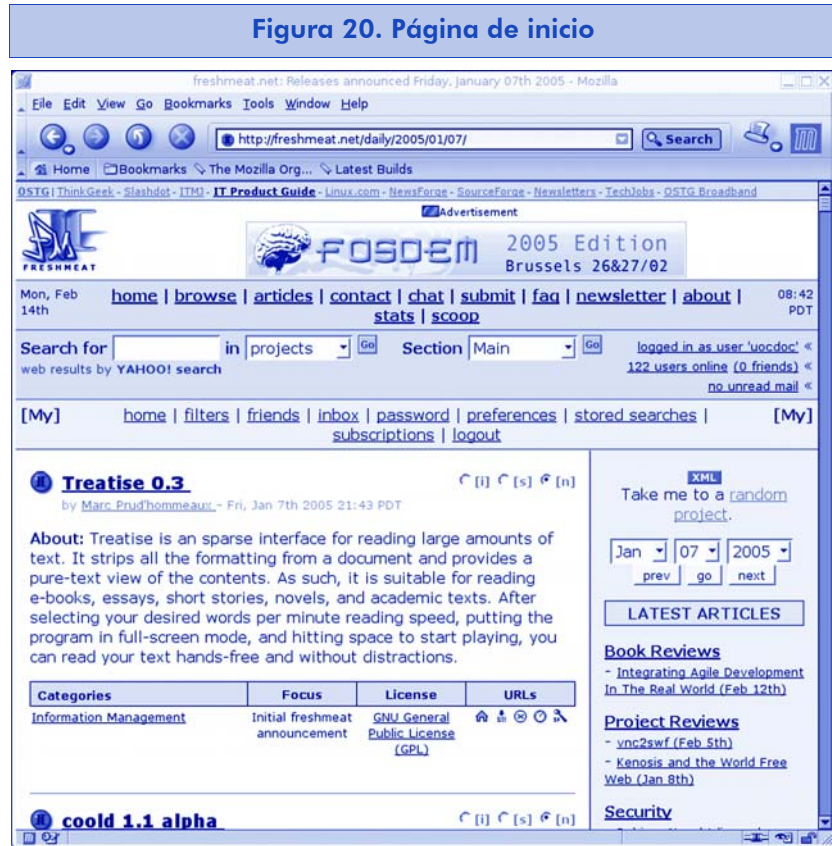 Figura 20. Página de inicio
freshmeat.net: Releases announced Friday, January 07th 2005 - Mozilla
File Edit View Go Bookmarks Tools Window Help
http://freshmeat.net/daily/2005/01/07/ Search
Home Bookmarks The Mozilla Org... Latest Builds
OSTG | ThinkGeek - Slashdot - ITMJ - IT Product Guide - Linux.com - NewsForge - SourceForge - Newsletters - TechJobs - OSTG Broadband
Advertisement
FRESHMEAT
FOSDEM 2005 Edition
Brussels 26&27/02
Mon, Feb 14th
home | browse | articles | contact | chat | submit | faq | newsletter | about |
stats | scoop
08:42 PDT
Search for in projects Go Section Main Go
web results by YAHOO! search
logged in as user 'uocdoc' «
122 users online (0 friends) «
no unread mail «
[My] home | filters | friends | inbox | password | preferences | stored searches | [My]
subscriptions | logout
Treatise 0.3 [i] [s] [n]
by Marc Prud'hommeaux - Fri, Jan 7th 2005 21:43 PDT
About: Treatise is an sparse interface for reading large amounts of
text. It strips all the formatting from a document and provides a
pure-text view of the contents. As such, it is suitable for reading
e-books, essays, short stories, novels, and academic texts. After
selecting your desired words per minute reading speed, putting the
program in full-screen mode, and hitting space to start playing, you
can read your text hands-free and without distractions.
Categories Focus License URLs
Information Management
Initial freshmeat
announcement
GNU General
Public License
(GPL)
coold 1.1 alpha [i] [s] [n]
XML
Take me to a random
project.
Jan 07 2005
prev go next
LATEST ARTICLES
Book Reviews
- Integrating Agile Development
In The Real World (Feb 12th)
Project Reviews
- vnc2swf (Feb 5th)
- Kenosis and the World Free
Web (Jan 8th)
Security